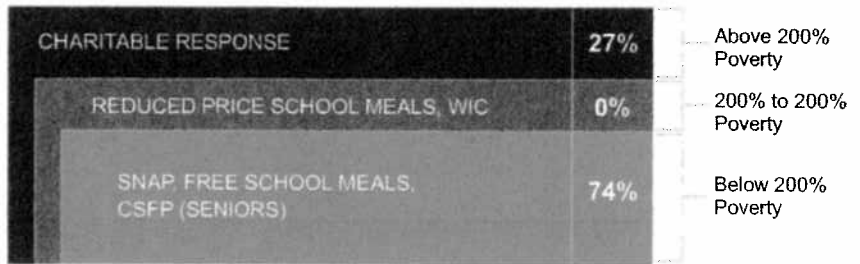 CHARITABLE RESPONSE 27% Above 200%
Poverty
REDUCED PRICE SCHOOL MEALS, WIC 0% 200% to 200%
Poverty
SNAP, FREE SCHOOL MEALS,
CSFP (SENIORS) 74% Below 200%
Poverty